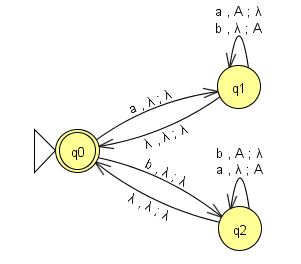 a , A ; λ
b , λ ; A
q1
a , λ ; λ
λ , λ ; λ
q0
b , λ ; λ
λ , λ ; λ
b , A ; λ
a , λ ; A
q2